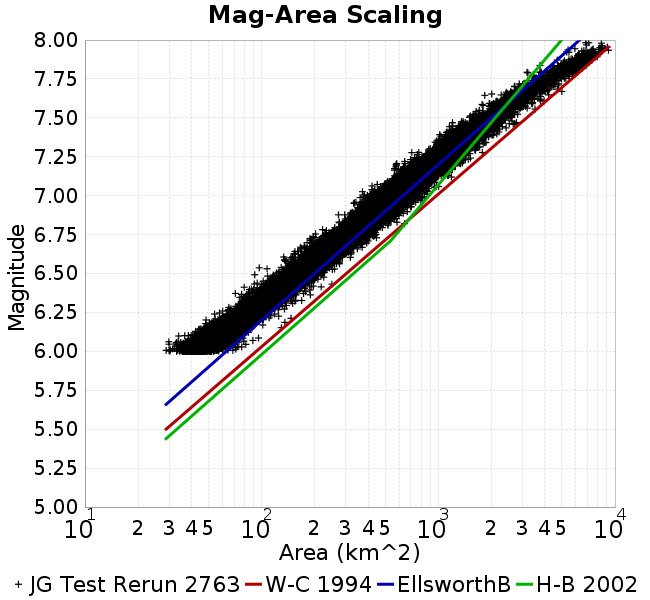 Mag-Area Scaling
8.00
7.75
7.50
7.25
7.00
6.75
6.50
6.25
6.00
5.75
5.50
5.25
5.00
Magnitude
10^1 2 3 4 5 10^2 2 3 4 5 10^3 2 3 4 5 10^4
Area (km^2)
JG Test Rerun 2763 W-C 1994 EllsworthB H-B 2002